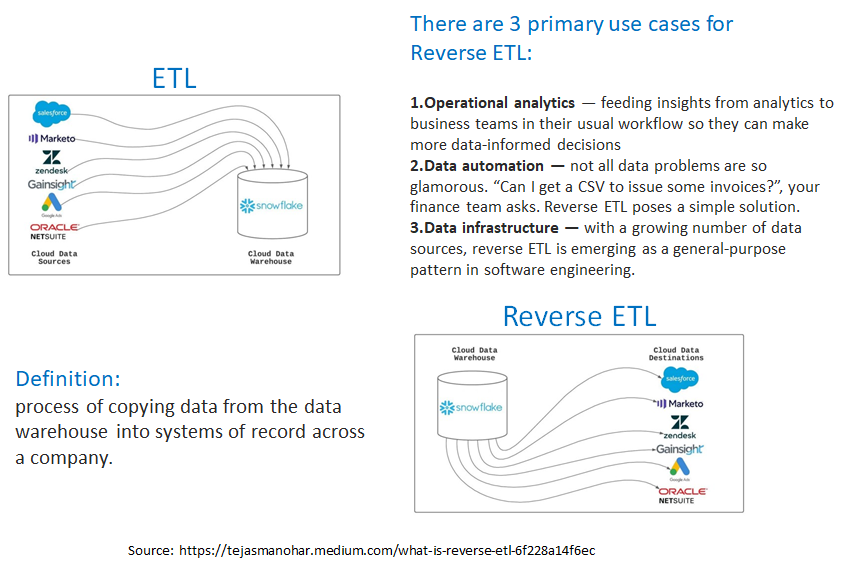 ETL
salesforce
Marketo
zendesk
Gainsight
Google Ads
ORACLE
NETSUITE
Cloud Data
Sources
snowflake
Cloud Data
Warehouse
Definition:
process of copying data from the data
warehouse into systems of record across
a company.
There are 3 primary use cases for
Reverse ETL:
1.Operational analytics — feeding insights from analytics to
business teams in their usual workflow so they can make
more data-informed decisions
2.Data automation — not all data problems are so
glamorous. “Can I get a CSV to issue some invoices?”, your
finance team asks. Reverse ETL poses a simple solution.
3.Data infrastructure — with a growing number of data
sources, reverse ETL is emerging as a general-purpose
pattern in software engineering.
Reverse ETL
Cloud Data
Warehouse
snowflake
Cloud Data
Destinations
salesforce
Marketo
zendesk
Gainsight
Google Ads
ORACLE
NETSUITE
Source: https://tejasmanohar.medium.com/what-is-reverse-etl-6f228a14f6ec